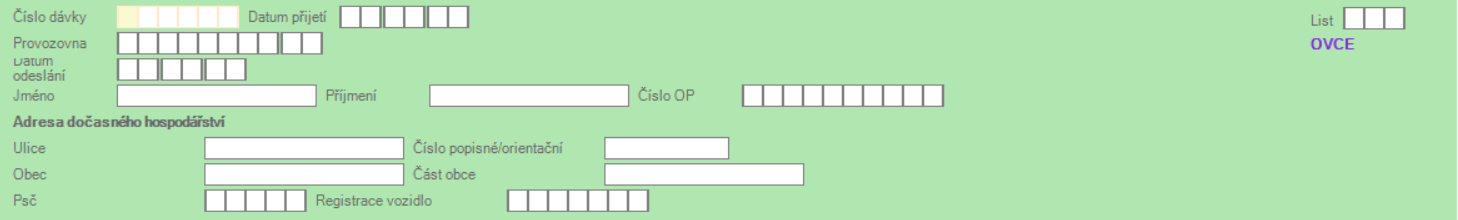 Číslo dávky Datum přijetí List
Provozovna OVCE
Datum
odeslání
Jméno Příjmení Číslo OP
Adresa dočasného hospodářství
Ulice Číslo popisné/orientační
Obec Část obce
Psč Registrace vozidlo